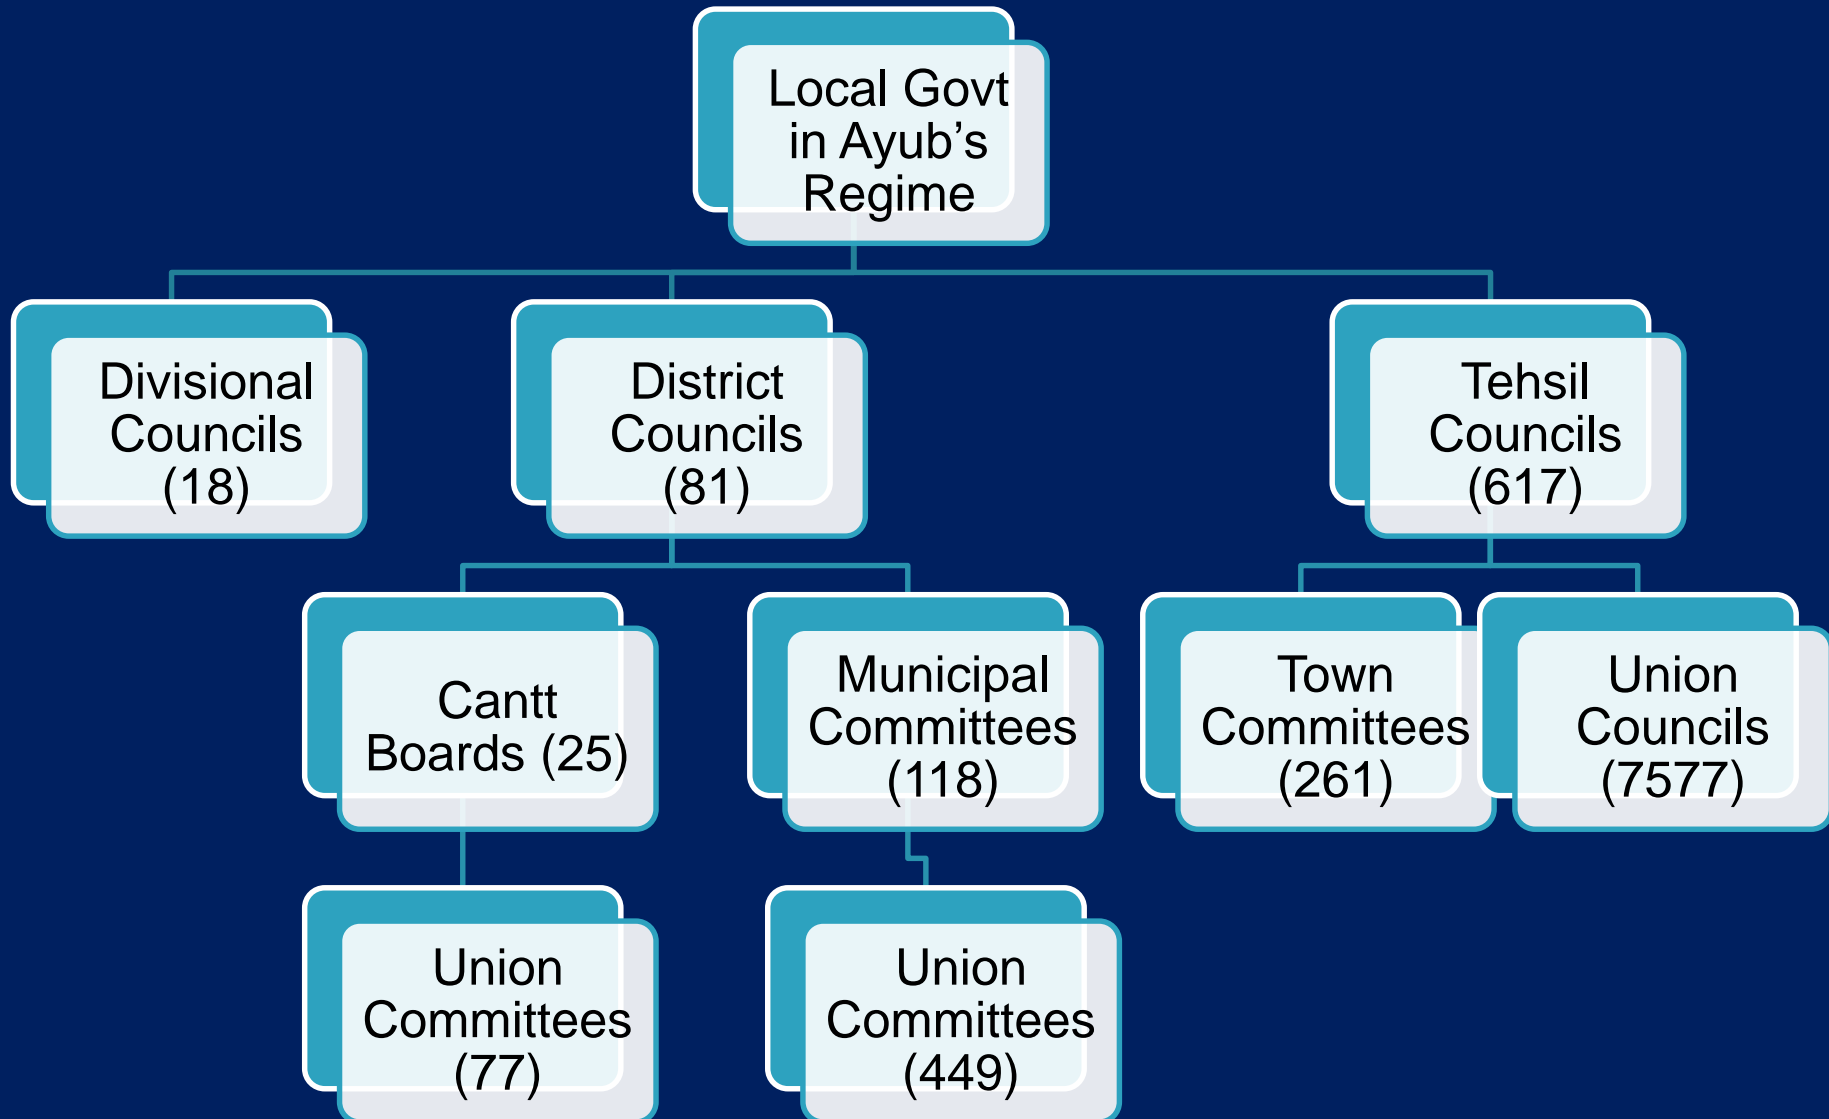 Local Govt
in Ayub’s
Regime
Divisional
Councils
(18)
District
Councils
(81)
Tehsil
Councils
(617)
Cantt
Boards (25)
Municipal
Committees
(118)
Town
Committees
(261)
Union
Councils
(7577)
Union
Committees
(77)
Union
Committees
(449)